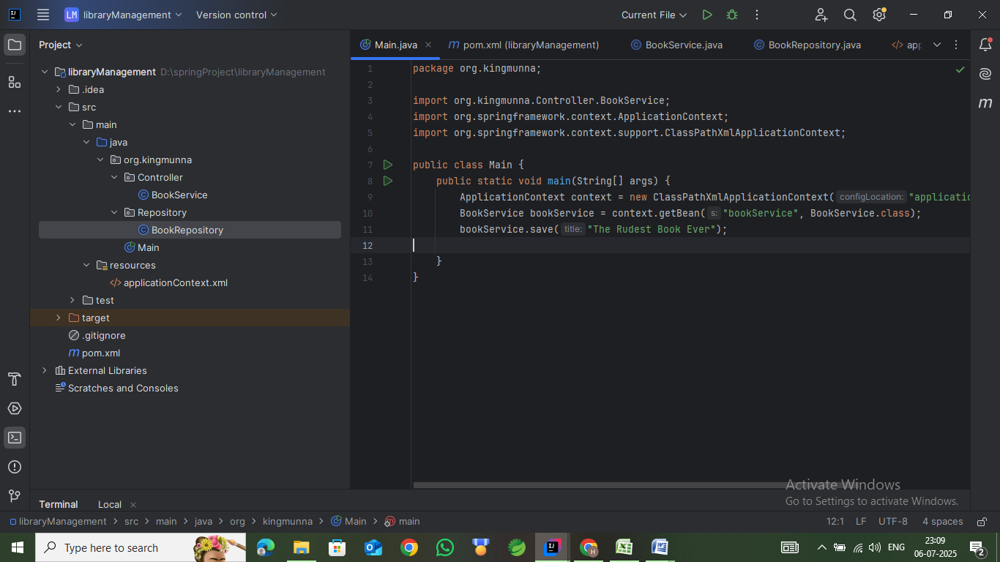 LM libraryManagement Version control Current File
Project
Main.java pom.xml (libraryManagement) BookService.java BookRepository.java app
libraryManagement D:\springProject\libraryManagement
.idea
src
main
java
org.kingmunna
Controller
BookService
Repository
BookRepository
Main
resources
applicationContext.xml
test
target
.gitignore
pom.xml
External Libraries
Scratches and Consoles
1 package org.kingmunna;
2
3 import org.kingmunna.Controller.BookService;
4 import org.springframework.context.ApplicationContext;
5 import org.springframework.context.support.ClassPathXmlApplicationContext;
6
7 public class Main {
8 public static void main(String[] args) {
9 ApplicationContext context = new ClassPathXmlApplicationContext( configLocation: "applicatio
10 BookService bookService = context.getBean( s: "bookService", BookService.class);
11 bookService.save( title: "The Rudest Book Ever");
12
13 }
14 }
Activate Windows
Go to Settings to activate Windows.
Terminal Local
libraryManagement > src > main > java > org > kingmunna > Main > main 12:1 LF UTF-8 4 spaces
Type here to search ENG 23:09
06-07-2025 2